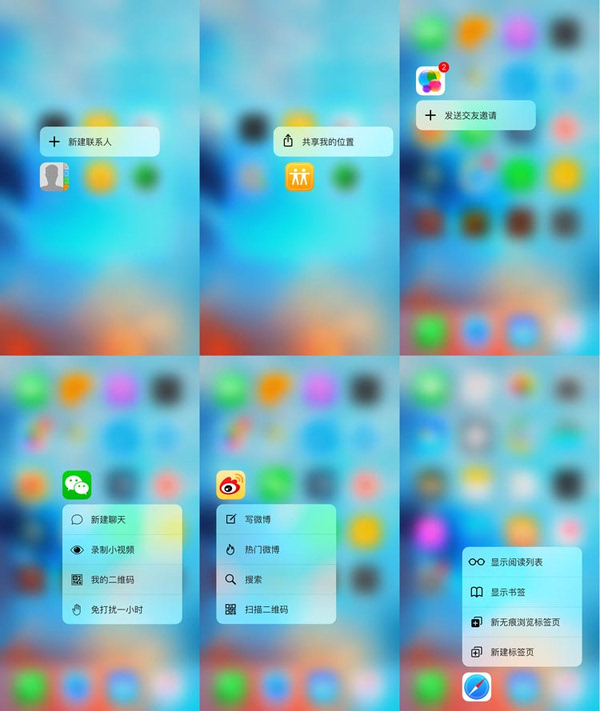 新建联系人
共享我的位置
2
发送交友邀请
新建聊天
录制小视频
我的二维码
免打扰一小时
写微博
热门微博
搜索
扫描二维码
显示阅读列表
显示书签
新无痕浏览标签页
新建标签页